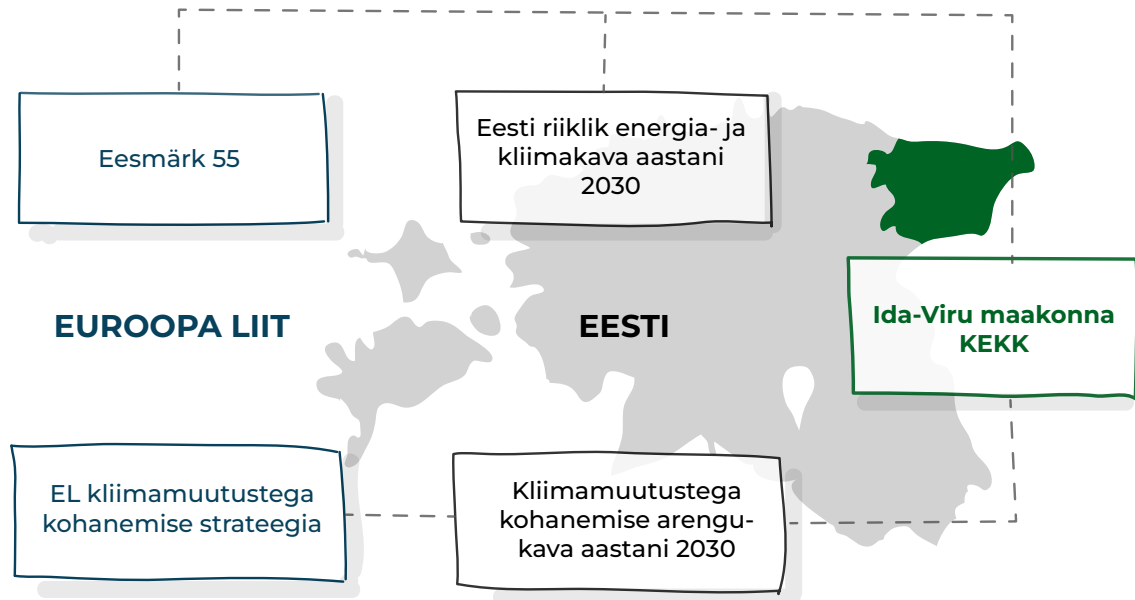 Eesmärk 55
Eesti riiklik energia- ja
kliimakava aastani
2030
EUROOPA LIIT
EESTI
Ida-Viru maakonna
KEKK
EL kliimamuutustega
kohanemise strateegia
Kliimamuutustega
kohanemise arengu-
kava aastani 2030